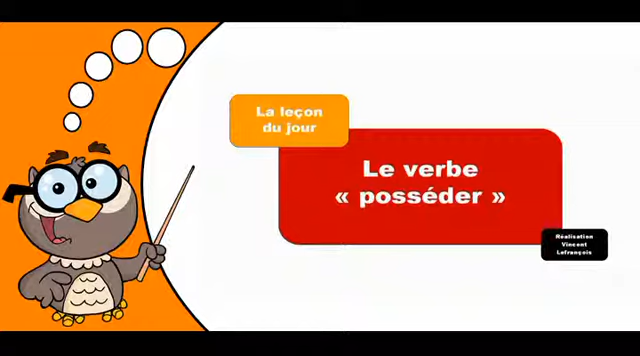 La leçon
du jour
Le verbe
« posséder »
Réalisation
Vincent
Lefrançois